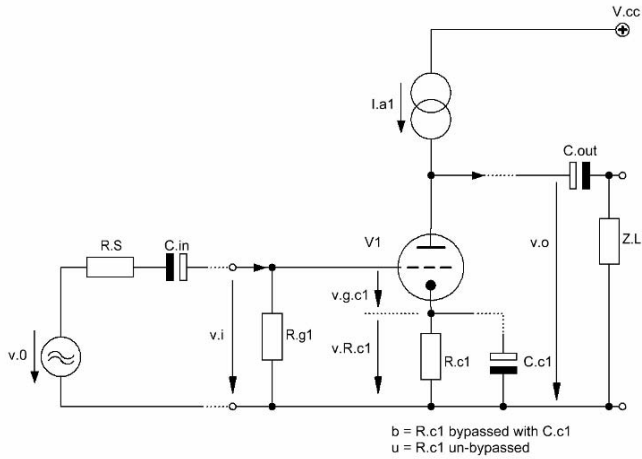 V.cc
I.a1
C.out
R.S
C.in
V1
v.o
Z.L
v.g.c1
v.0
v.i
R.g1
v.R.c1
R.c1
C.c1
b = R.c1 bypassed with C.c1
u = R.c1 un-bypassed